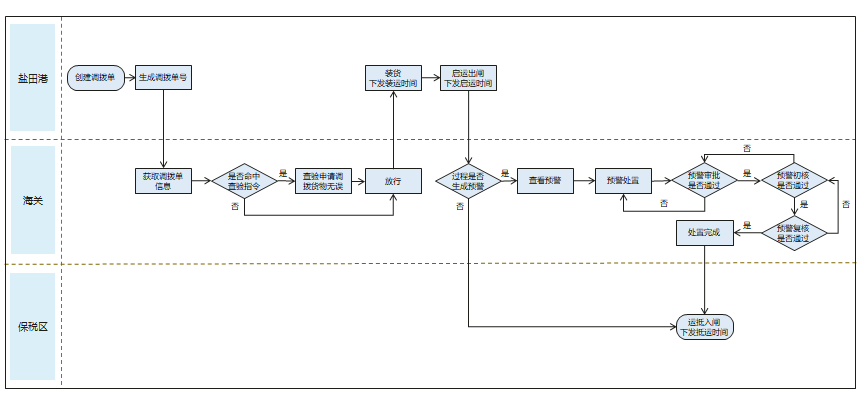 盐田港
创建调拨单
生成调拨单号
装货
下发装运时间
启运出闸
下发启运时间
海关
获取调拨单
信息
是否命中
查验指令
是
否
查验申请调
拨货物无误
放行
过程是否
生成预警
是
否
查看预警
预警处置
预警审批
是否通过
否
是
否
预警初核
是否通过
是
否
预警复核
是否通过
是
处置完成
保税区
运抵入闸
下发抵运时间